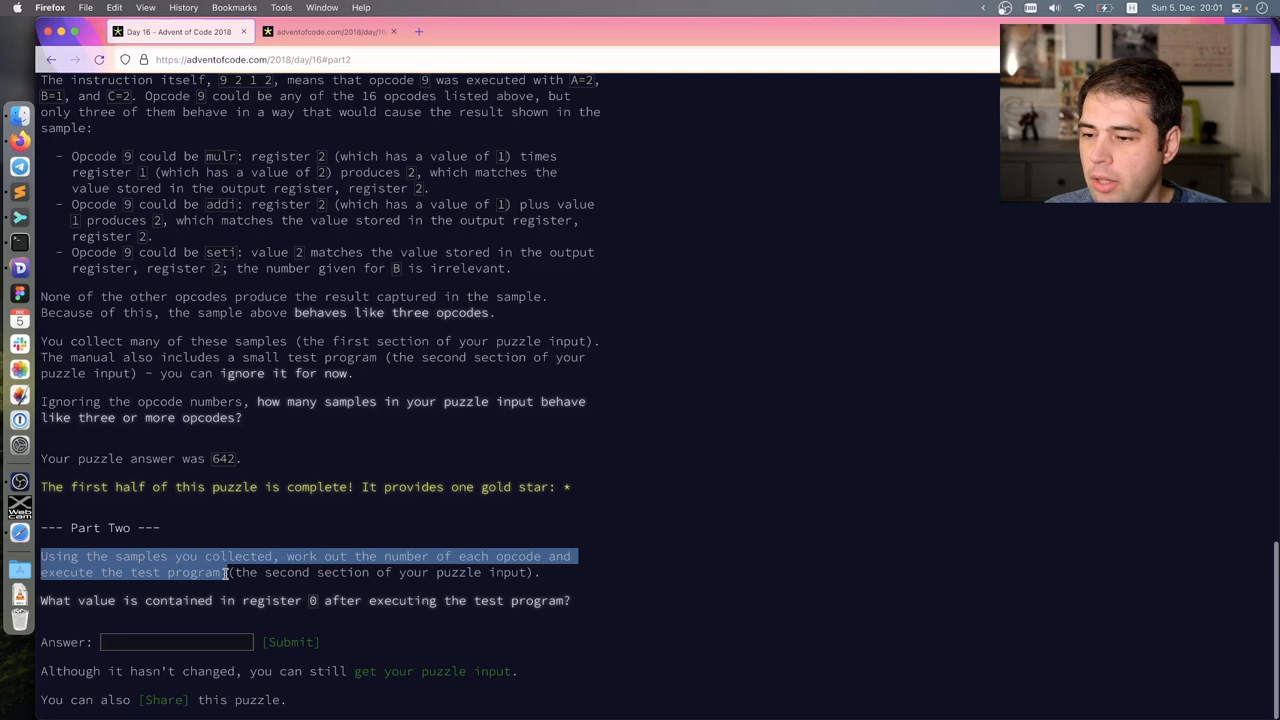 Firefox File Edit View History Bookmarks Tools Window Help
Sun 5. Dec 20:01
Day 16 - Advent of Code 2018
adventofcode.com/2018/day/16/
https://adventofcode.com/2018/day/16#part2
The instruction itself, 9 2 1 2, means that opcode 9 was executed with A=2,
B=1, and C=2. Opcode 9 could be any of the 16 opcodes listed above, but
only three of them behave in a way that would cause the result shown in the
sample:
- Opcode 9 could be mulr: register 2 (which has a value of 1) times
register 1 (which has a value of 2) produces 2, which matches the
value stored in the output register, register 2.
- Opcode 9 could be addi: register 2 (which has a value of 1) plus value
1 produces 2, which matches the value stored in the output register,
register 2.
- Opcode 9 could be seti: value 2 matches the value stored in the output
register, register 2; the number given for B is irrelevant.
None of the other opcodes produce the result captured in the sample.
Because of this, the sample above behaves like three opcodes.
You collect many of these samples (the first section of your puzzle input).
The manual also includes a small test program (the second section of your
puzzle input) - you can ignore it for now.
Ignoring the opcode numbers, how many samples in your puzzle input behave
like three or more opcodes?
Your puzzle answer was 642.
The first half of this puzzle is complete! It provides one gold star: *
--- Part Two ---
Using the samples you collected, work out the number of each opcode and
execute the test program (the second section of your puzzle input).
What value is contained in register 0 after executing the test program?
Answer: [Submit]
Although it hasn't changed, you can still get your puzzle input.
You can also [Share] this puzzle.